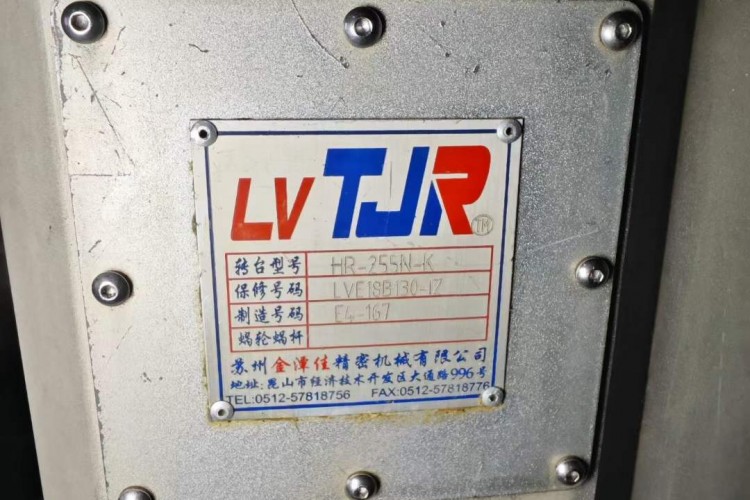 LV TJR TM
转台型号 HR-255N-K
保修号码 LVE18B130-17
制造号码 E4-167
蜗轮蜗杆
苏州金潭佳精密机械有限公司
地址:昆山市经济技术开发区大通路996号
TEL:0512-57818756 FAX:0512-57818776